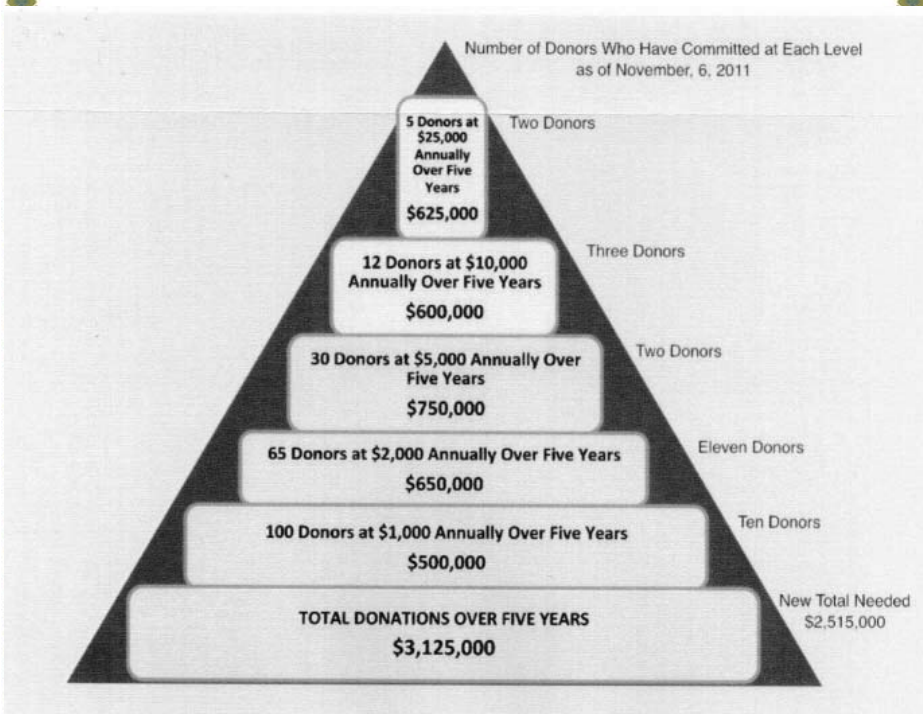 Number of Donors Who Have Committed at Each Level
as of November, 6, 2011
5 Donors at
$25,000
Annually
Over Five
Years
$625,000
Two Donors
12 Donors at $10,000
Annually Over Five Years
$600,000
Three Donors
30 Donors at $5,000 Annually Over
Five Years
$750,000
Two Donors
65 Donors at $2,000 Annually Over Five Years
$650,000
Eleven Donors
100 Donors at $1,000 Annually Over Five Years
$500,000
Ten Donors
TOTAL DONATIONS OVER FIVE YEARS
$3,125,000
New Total Needed
$2,515,000